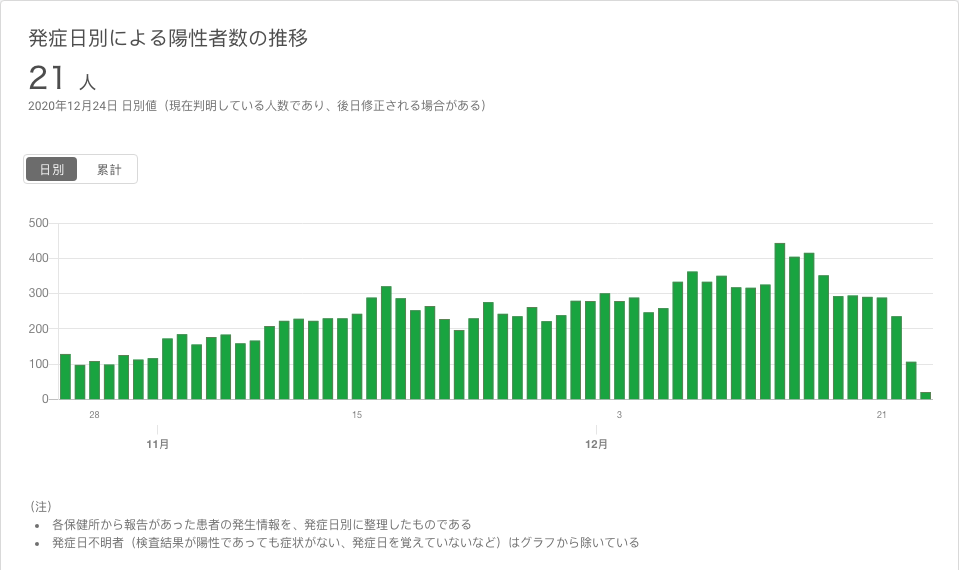 発症日別による陽性者数の推移
21 人
2020年12月24日 日別値（現在判明している人数であり、後日修正される場合がある）
日別 累計
500
400
300
200
100
0
28 15 3 21
11月 12月
（注）
• 各保健所から報告があった患者の発生情報を、発症日別に整理したものである
• 発症日不明者（検査結果が陽性であっても症状がない、発症日を覚えていないなど）はグラフから除いている